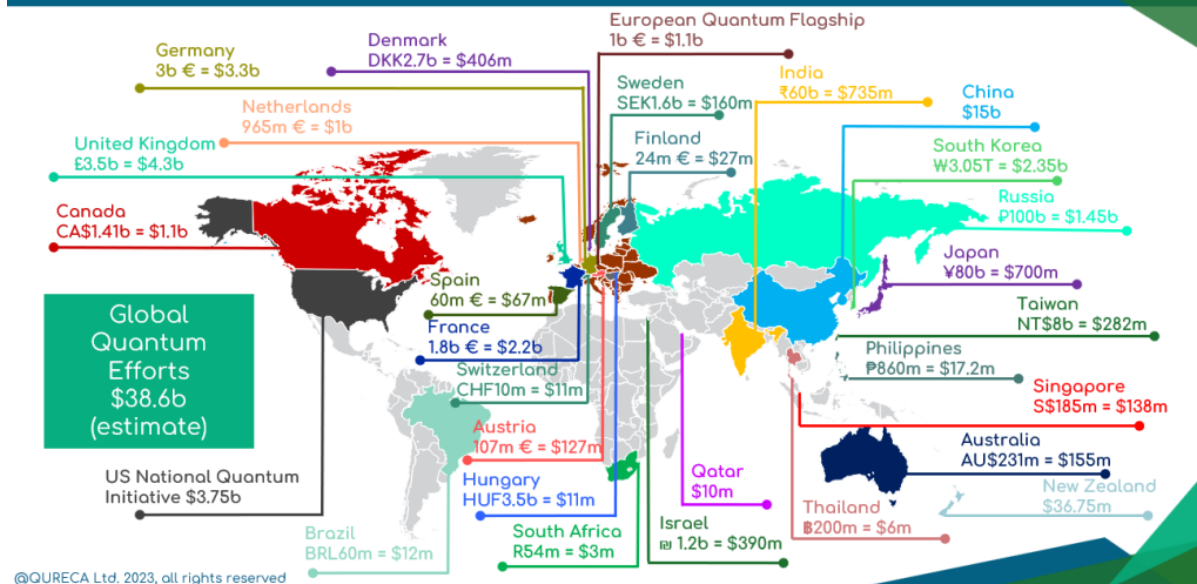 European Quantum Flagship
1b € = $1.1b
Germany
3b € = $3.3b
Denmark
DKK2.7b = $406m
Sweden
SEK1.6b = $160m
India
₹60b = $735m
China
$15b
Netherlands
965m € = $1b
Finland
24m € = $27m
United Kingdom
£3.5b = $4.3b
South Korea
₩3.05T = $2.35b
Russia
₽100b = $1.45b
Canada
CA$1.41b = $1.1b
Japan
¥80b = $700m
Spain
60m € = $67m
Global
Quantum
Efforts
$38.6b
(estimate)
France
1.8b € = $2.2b
Taiwan
NT$8b = $282m
Switzerland
CHF10m = $11m
Philippines
₱860m = $17.2m
Singapore
S$185m = $138m
Austria
107m € = $127m
Australia
AU$231m = $155m
US National Quantum
Initiative $3.75b
Hungary
HUF3.5b = $11m
Qatar
$10m
New Zealand
$36.75m
Thailand
฿200m = $6m
Brazil
BRL60m = $12m
South Africa
R54m = $3m
Israel
₪ 1.2b = $390m
@QURECA Ltd. 2023, all rights reserved